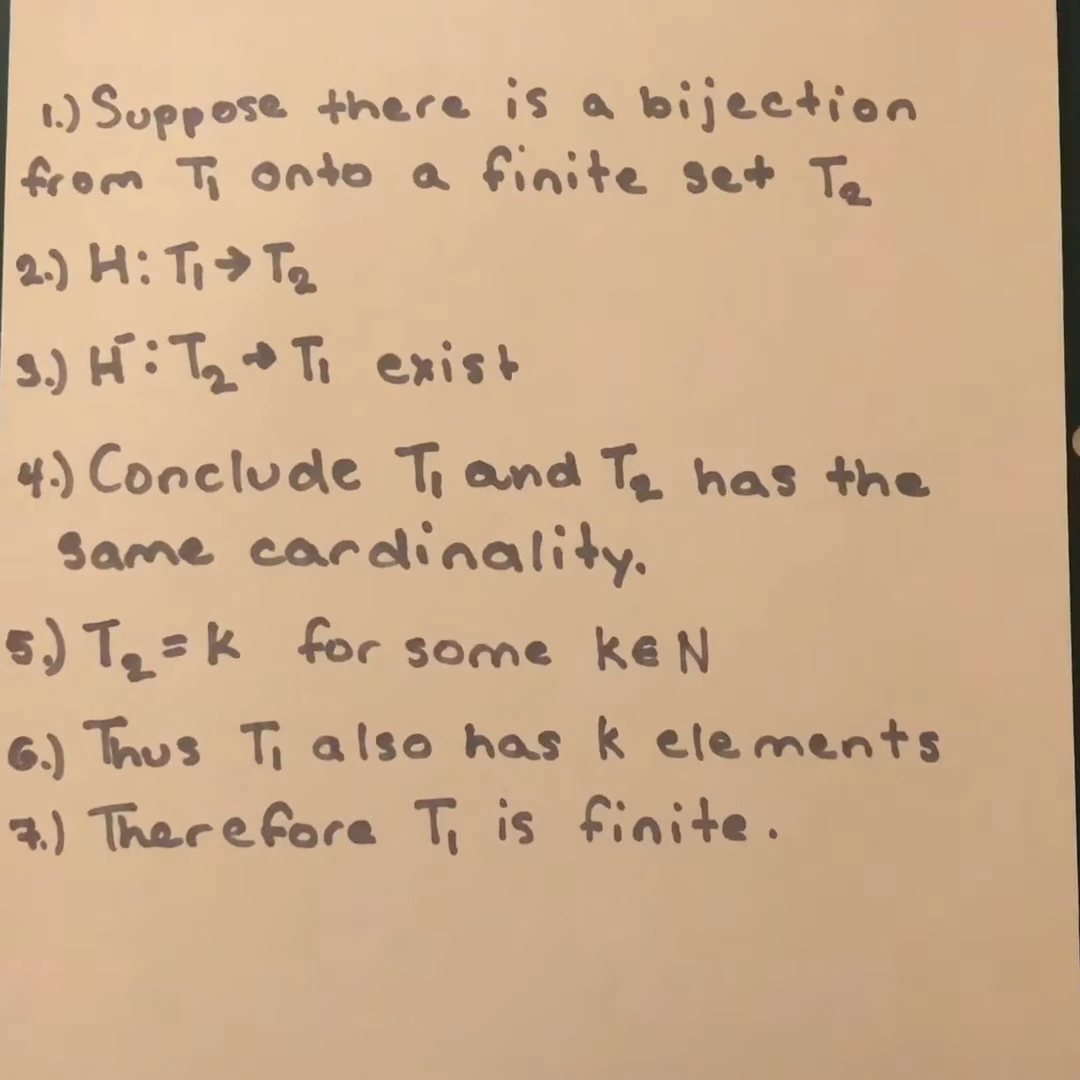 1.) Suppose there is a bijection
from T₁ onto a finite set T₂
2.) H: T₁ → T₂
3.) H⁻: T₂ → T₁ exist
4.) Conclude T₁ and T₂ has the
same cardinality.
5.) T₂ = k for some k ∈ N
6.) Thus T₁ also has k elements
7.) Therefore T₁ is finite.